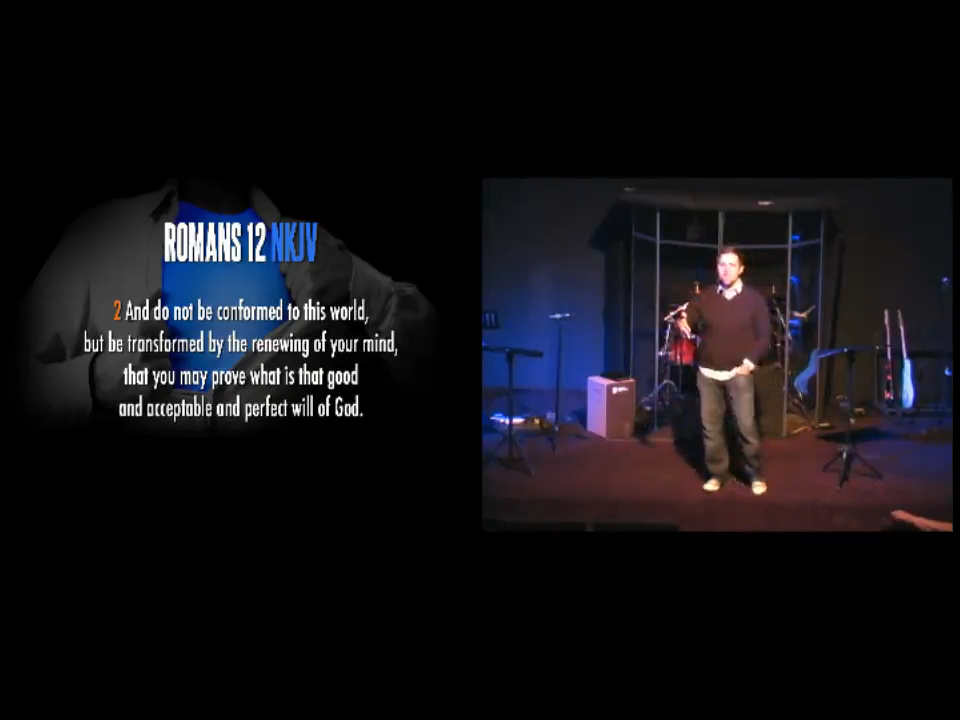 ROMANS 12 NKJV
2 And do not be conformed to this world,
but be transformed by the renewing of your mind,
that you may prove what is that good
and acceptable and perfect will of God.